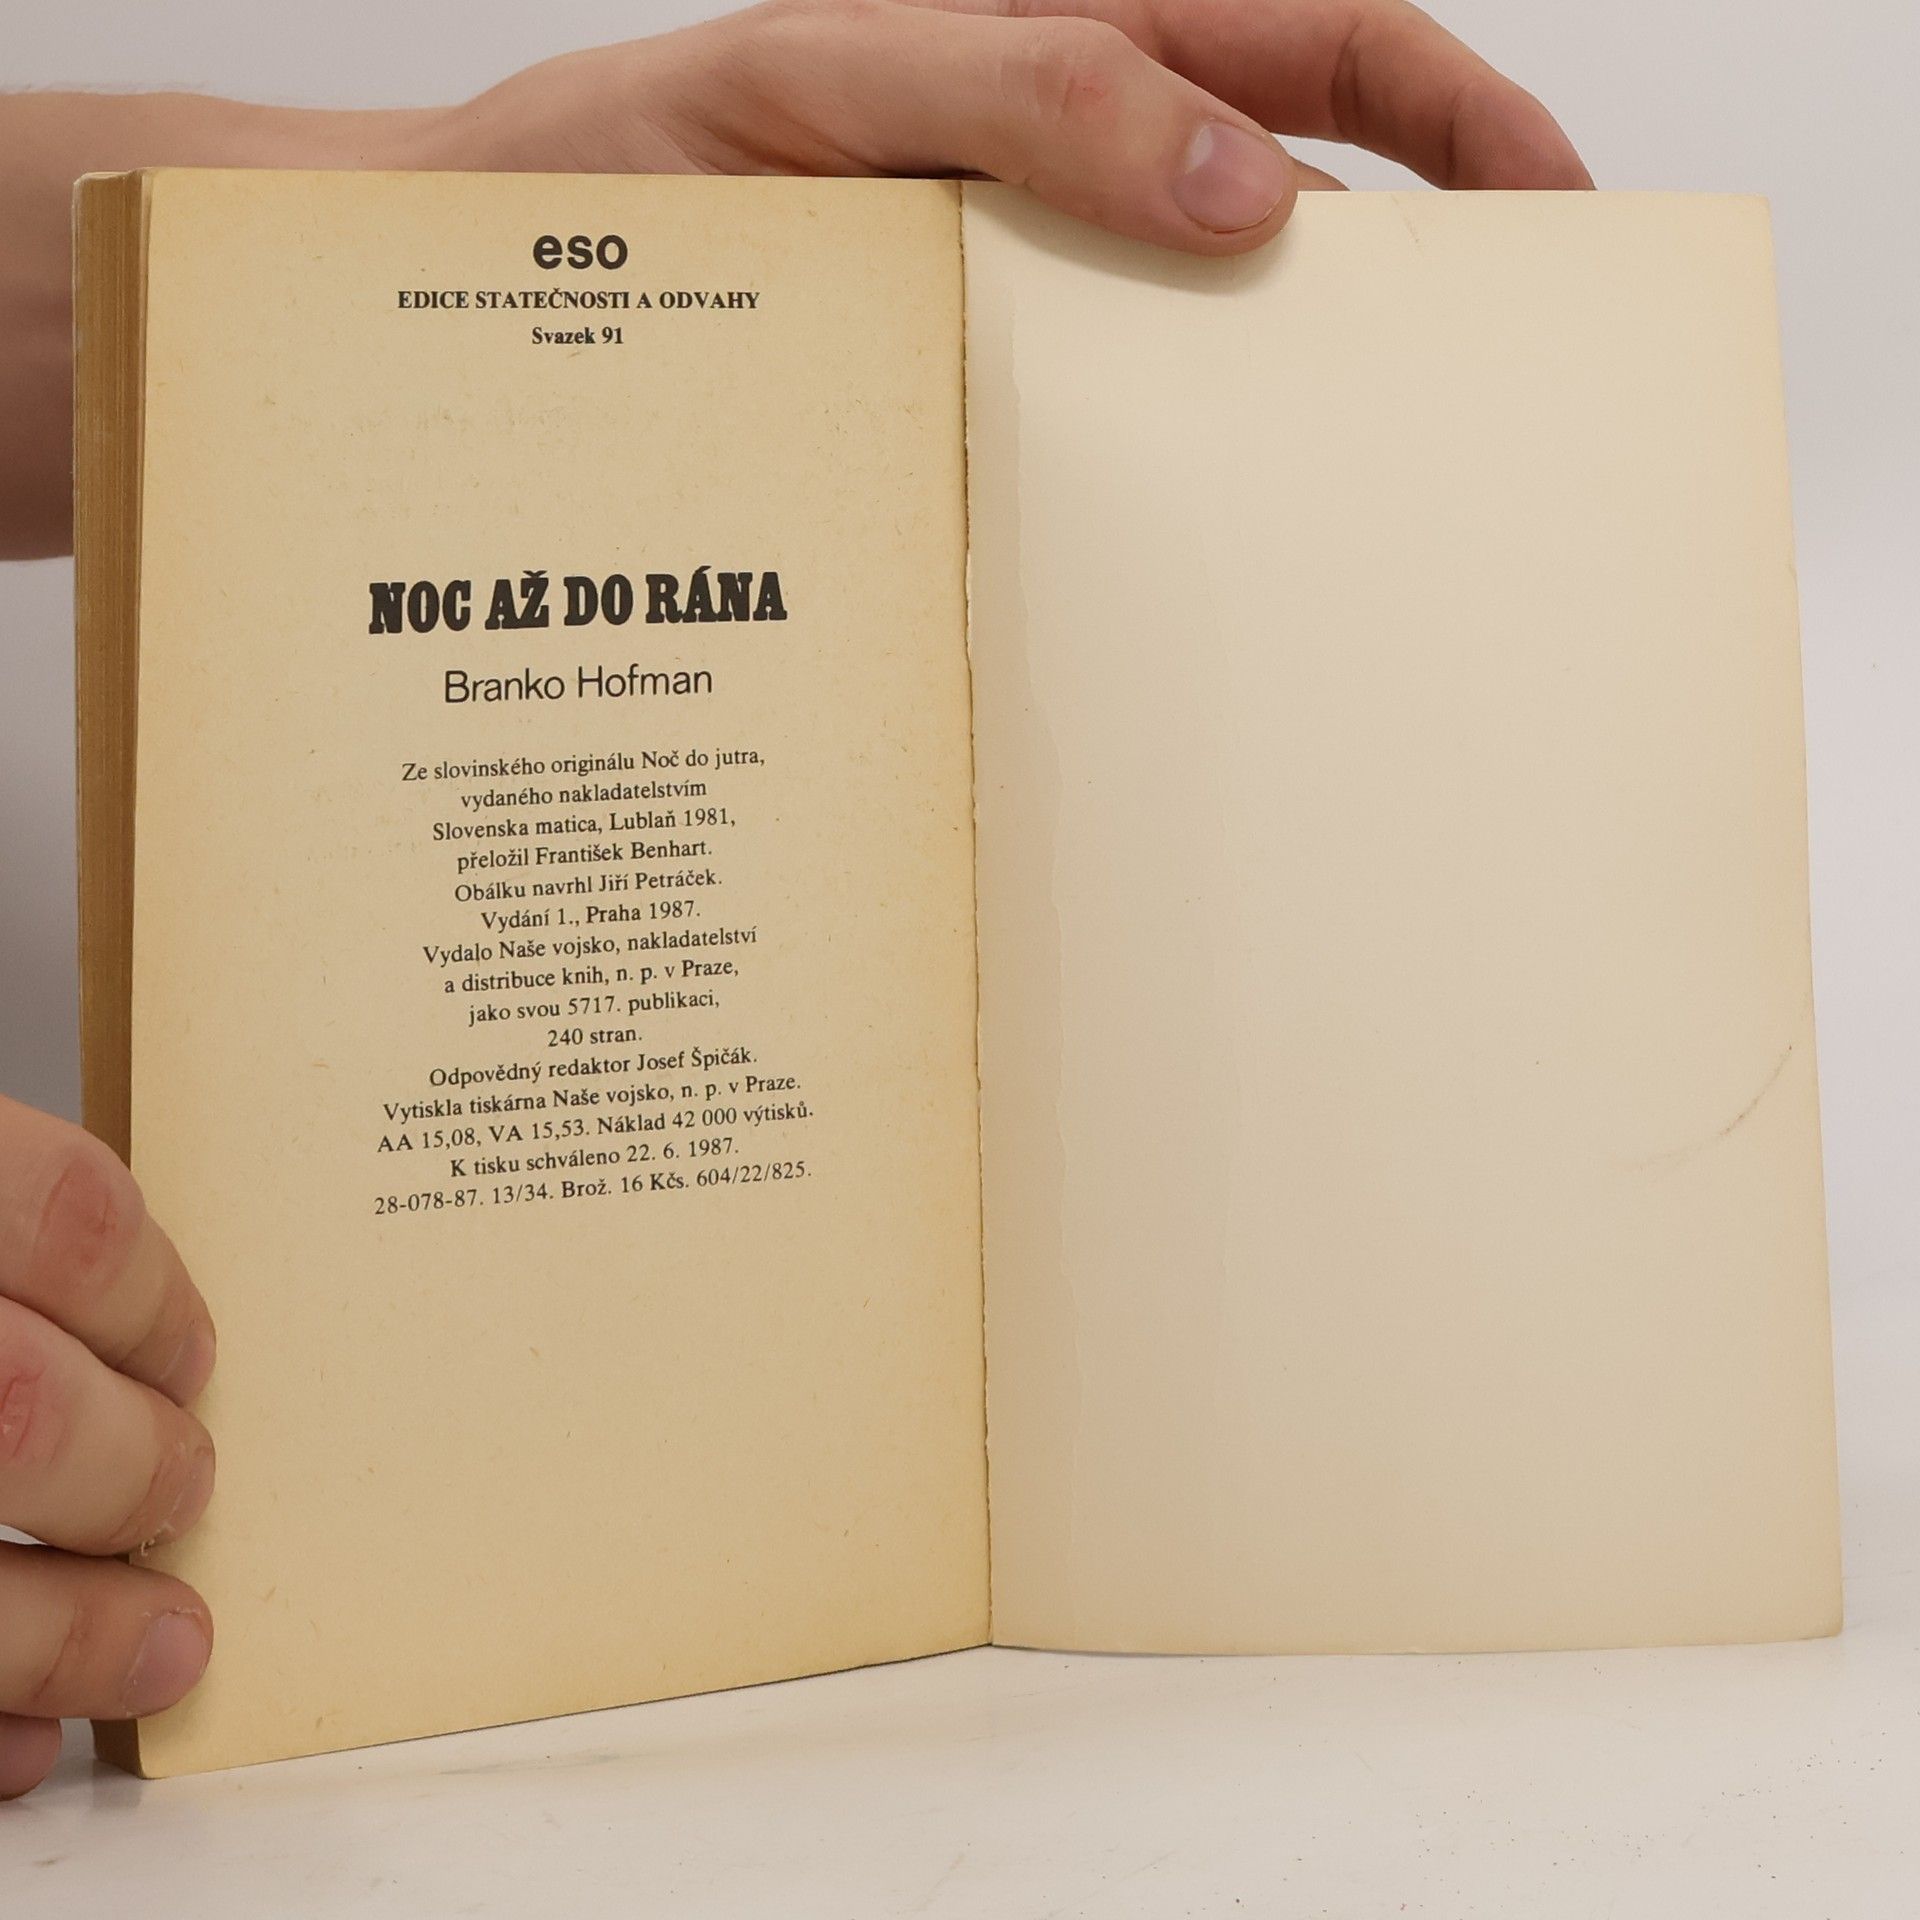 eso
EDICE STATEČNOSTI A ODVAHY
Svazek 91
NOC AŽ DO RÁNA
Branko Hofman
Ze slovinského originálu Noč do jutra,
vydaného nakladatelstvím
Slovenska matica, Lublaň 1981,
přeložil František Benhart.
Obálku navrhl Jiří Petráček.
Vydání 1., Praha 1987.
Vydalo Naše vojsko, nakladatelství
a distribuce knih, n. p. v Praze,
jako svou 5717. publikaci,
240 stran.
Odpovědný redaktor Josef Špičák.
Vytiskla tiskárna Naše vojsko, n. p. v Praze.
AA 15,08, VA 15,53. Náklad 42 000 výtisků.
K tisku schváleno 22. 6. 1987.
28-078-87. 13/34. Brož. 16 Kčs. 604/22/825.